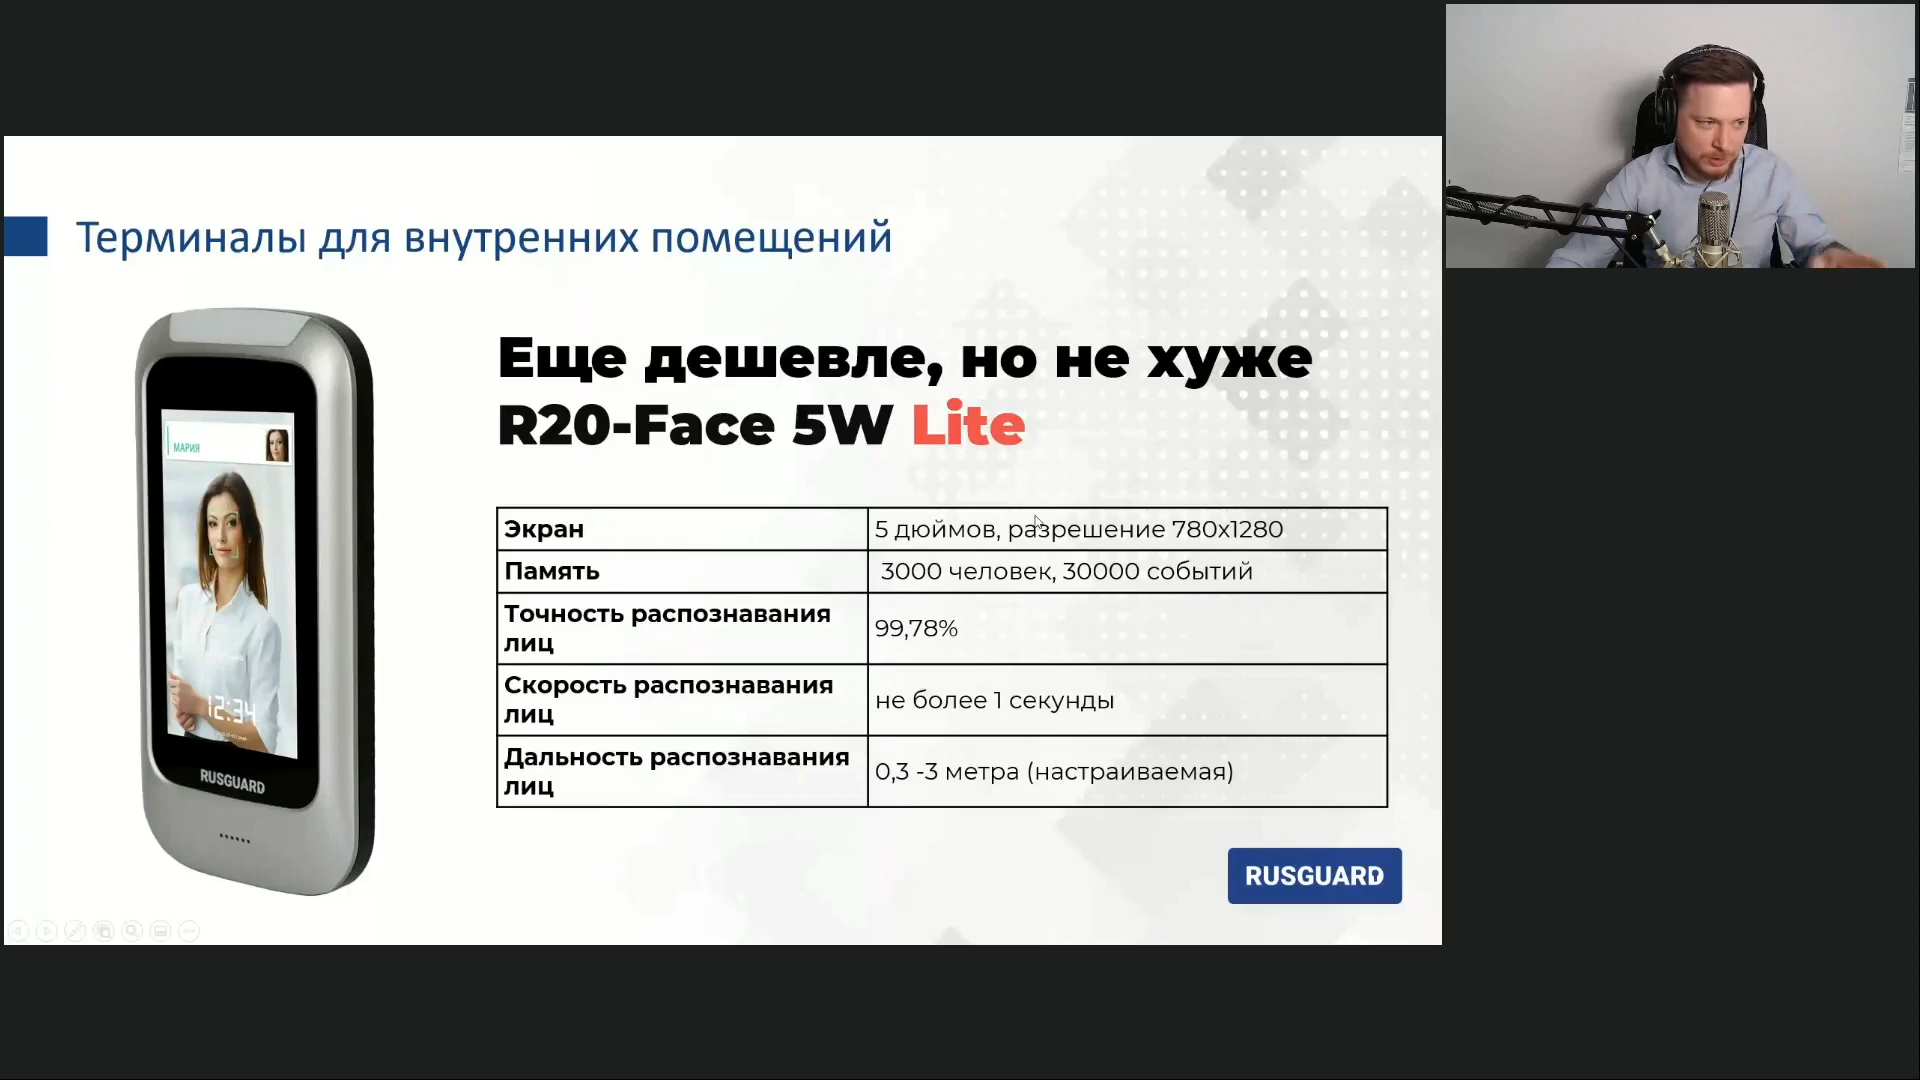 Терминалы для внутренних помещений
Еще дешевле, но не хуже
R20-Face 5W Lite
МАРИЯ
12:34
RUSGUARD
Экран
5 дюймов, разрешение 780x1280
Память
3000 человек, 30000 событий
Точность распознавания
лиц
99,78%
Скорость распознавания
лиц
не более 1 секунды
Дальность распознавания
лиц
0,3 -3 метра (настраиваемая)
RUSGUARD